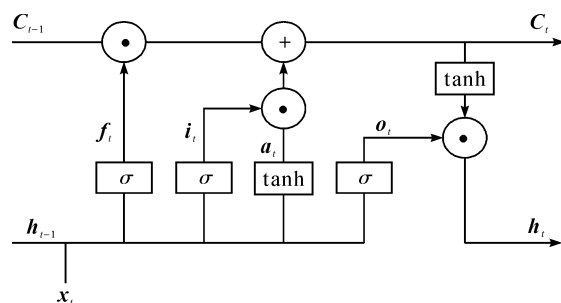 C_{t-1} C_t
+
tanh
f_t i_t o_t
a_t
σ σ tanh σ
h_{t-1} h_t
x_t